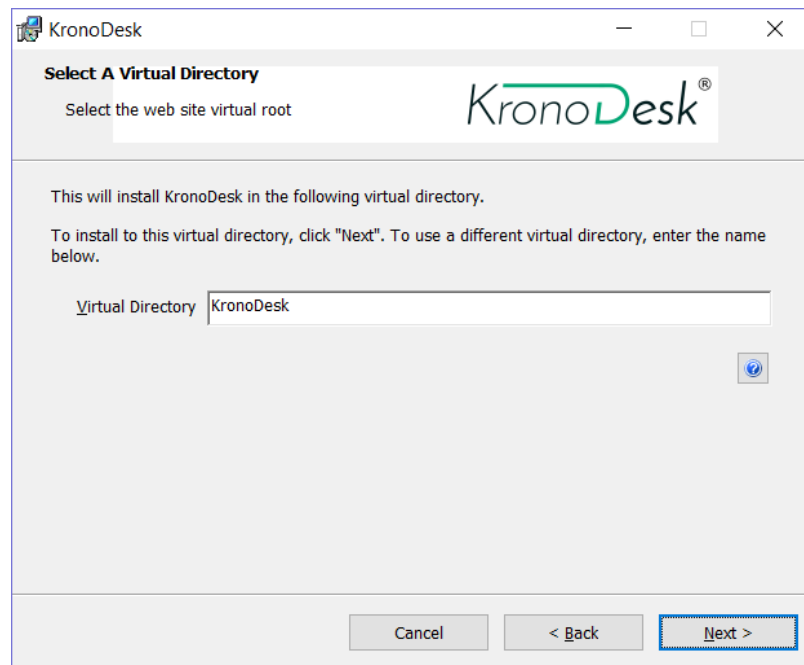 KronoDesk
Select A Virtual Directory
Select the web site virtual root
KronoDesk®
This will install KronoDesk in the following virtual directory.
To install to this virtual directory, click "Next". To use a different virtual directory, enter the name
below.
Virtual Directory KronoDesk
Cancel < Back Next >